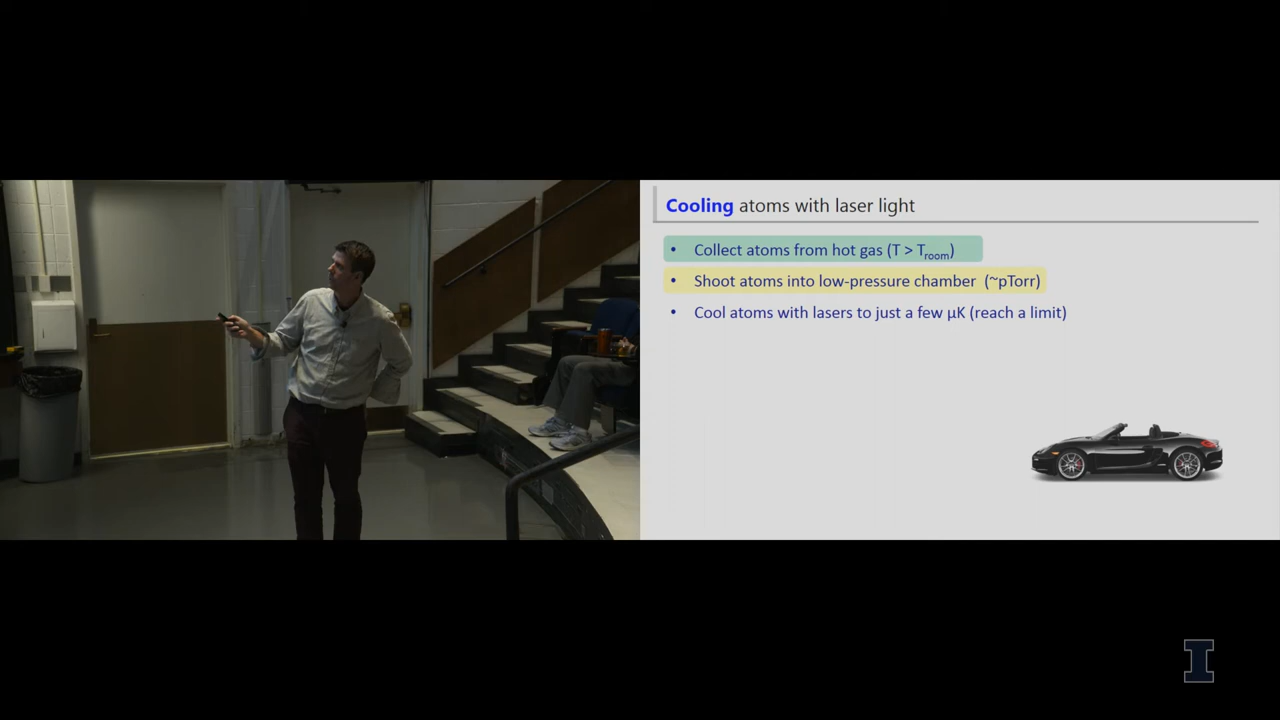 Cooling atoms with laser light
• Collect atoms from hot gas (T > Troom)
• Shoot atoms into low-pressure chamber (~pTorr)
• Cool atoms with lasers to just a few µK (reach a limit)
I